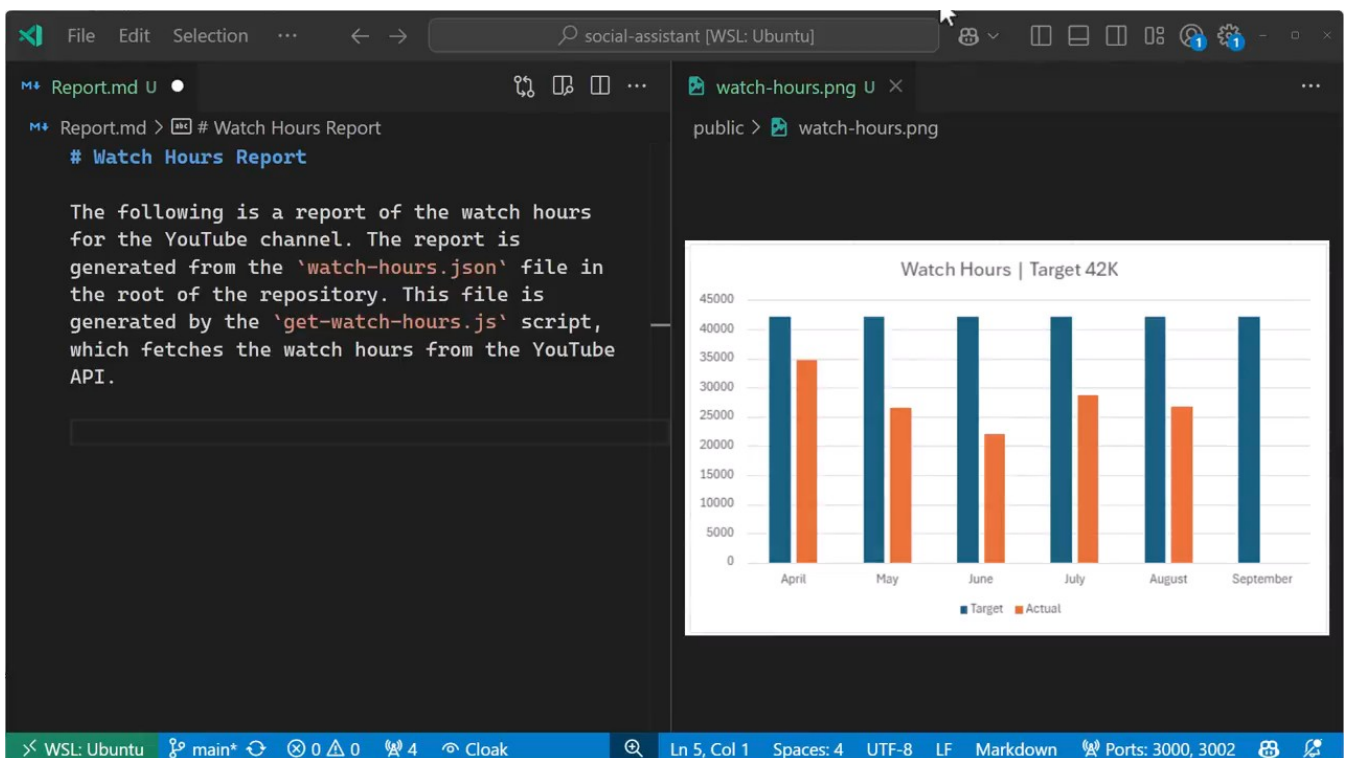 File Edit Selection ··· social-assistant [WSL: Ubuntu]
1 1
Report.md U
Report.md > # Watch Hours Report
# Watch Hours Report
The following is a report of the watch hours
for the YouTube channel. The report is
generated from the `watch-hours.json` file in
the root of the repository. This file is
generated by the `get-watch-hours.js` script,
which fetches the watch hours from the YouTube
API.
watch-hours.png U
public > watch-hours.png
Watch Hours | Target 42K
45000
40000
35000
30000
25000
20000
15000
10000
5000
0
April May June July August September
Target Actual
WSL: Ubuntu main* 0 0 4 Cloak Ln 5, Col 1 Spaces: 4 UTF-8 LF Markdown Ports: 3000, 3002